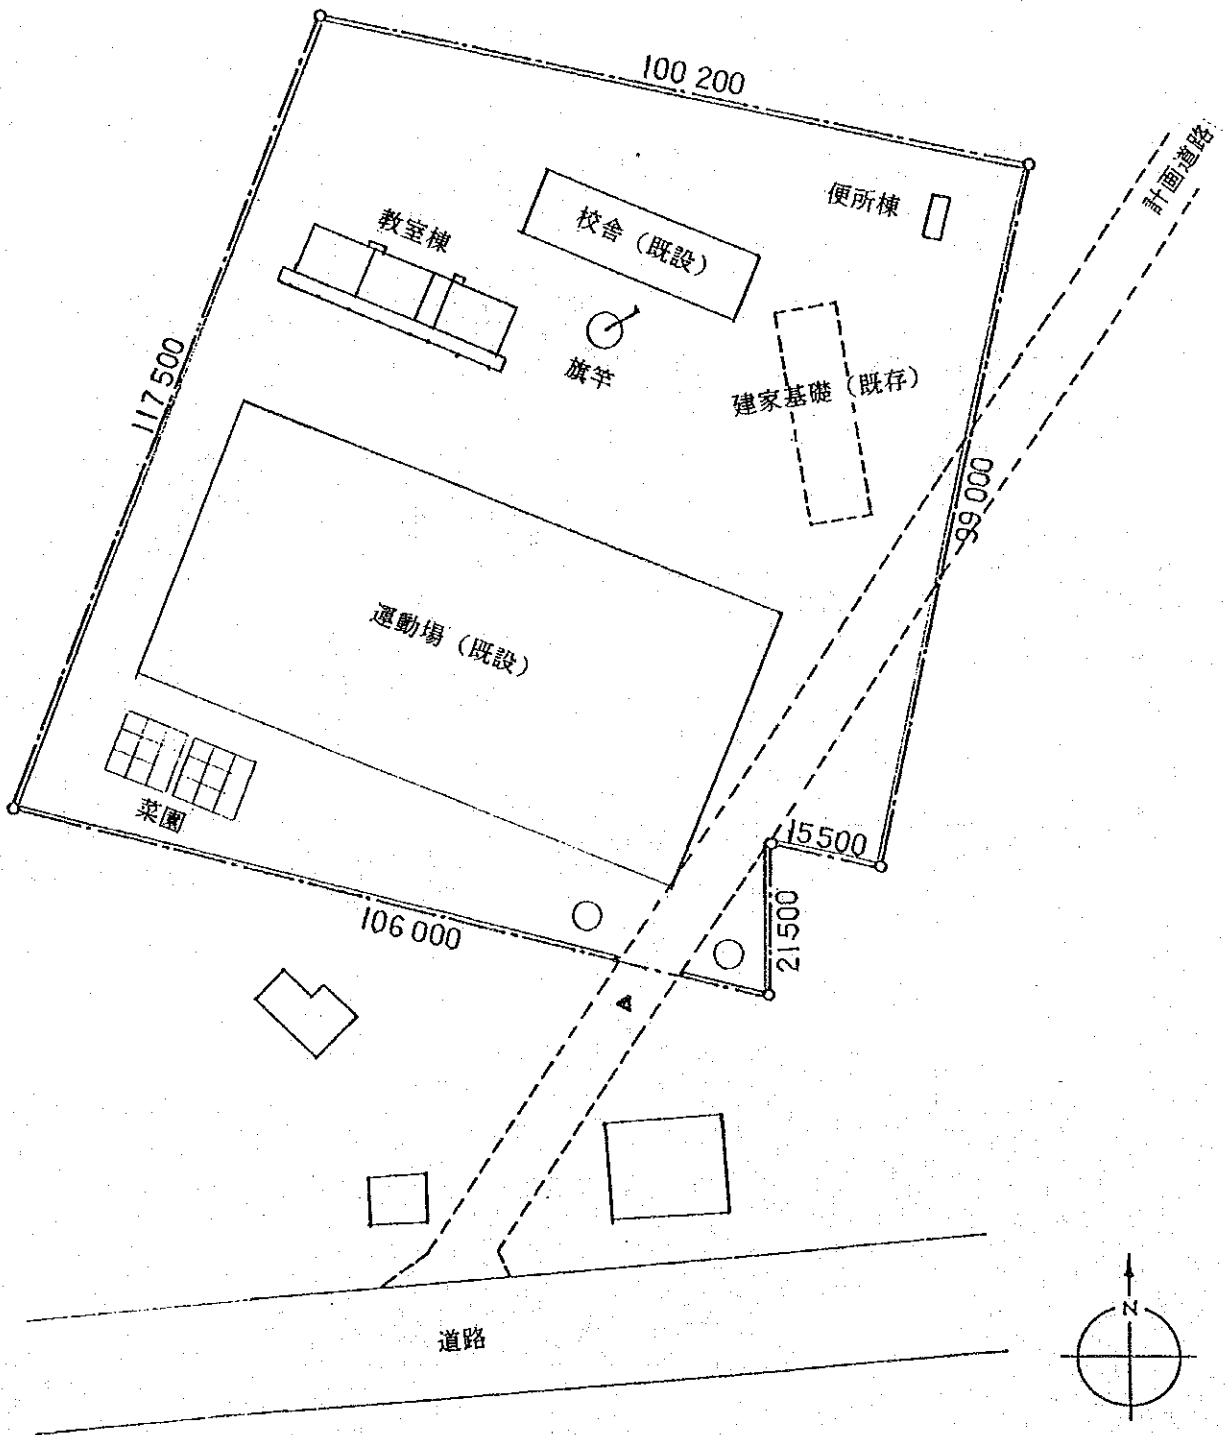 100 200
計画道路
便所棟
校舎（既設）
教室棟
旗竿
建家基礎（既存）
117 500
99 000
運動場（既設）
菜園
15 500
21 500
106 000
道路
N